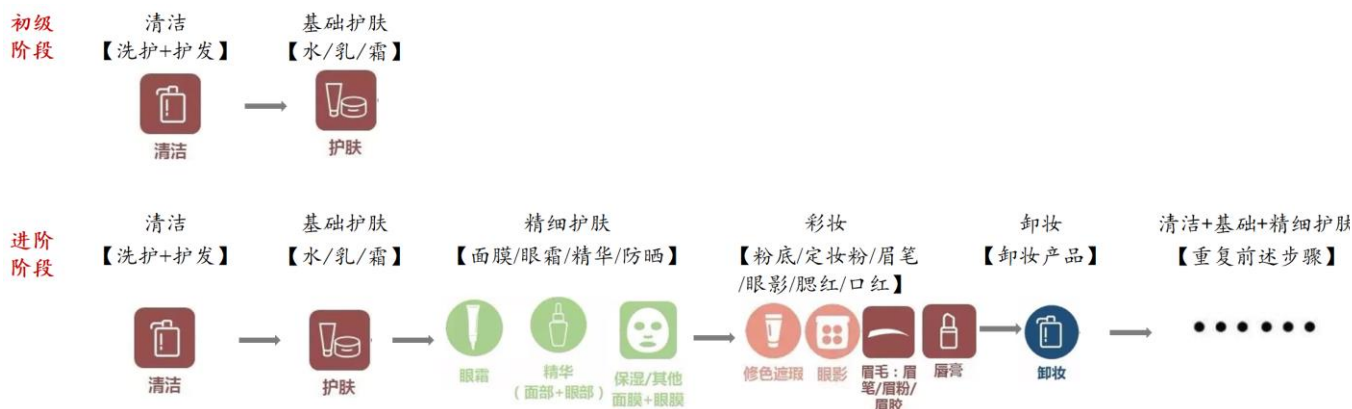 初级
阶段
清洁
【洗护+护发】
基础护肤
【水/乳/霜】
清洁
护肤
进阶
阶段
清洁
【洗护+护发】
基础护肤
【水/乳/霜】
精细护肤
【面膜/眼霜/精华/防晒】
彩妆
【粉底/定妆粉/眉笔
/眼影/腮红/口红】
卸妆
【卸妆产品】
清洁+基础+精细护肤
【重复前述步骤】
清洁
护肤
眼霜
精华
（面部+眼部）
保湿/其他
面膜+眼膜
修色遮瑕
眼影
眉毛：眉
笔/眉粉/
眉胶
唇膏
卸妆
••••••